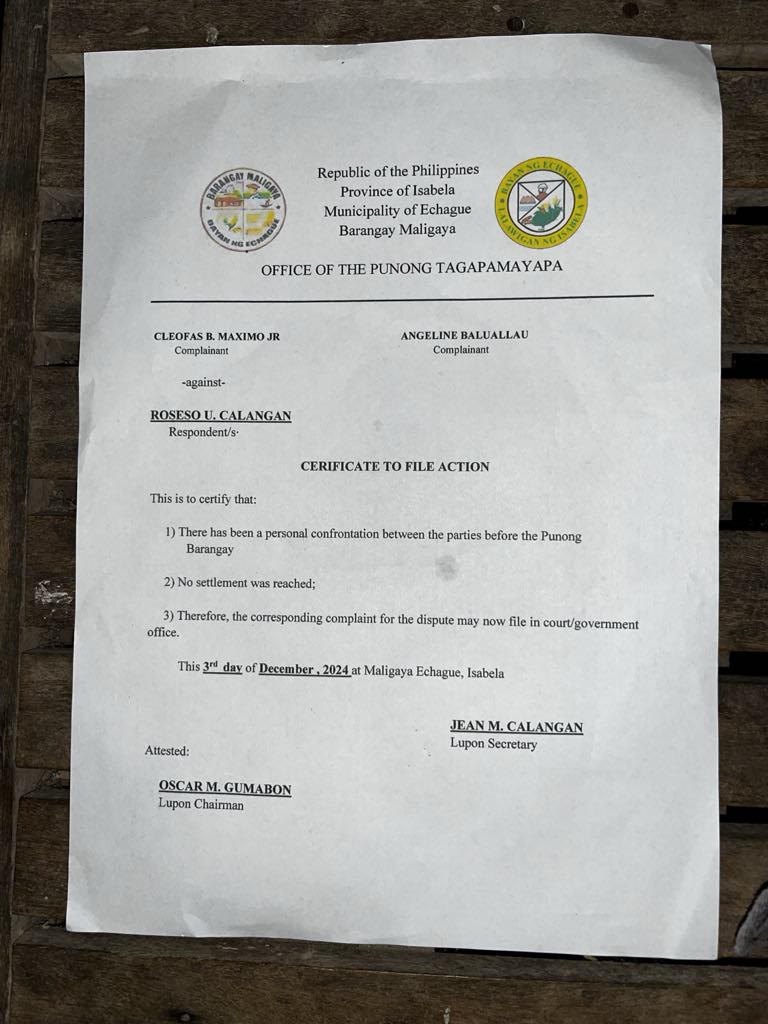 BARANGAY MALIGAYA
BAYAN NG ECHAGUE
Republic of the Philippines
Province of Isabela
Municipality of Echague
Barangay Maligaya
BAYAN NG ECHAGUE
LALAWIGAN NG ISABELA
OFFICE OF THE PUNONG TAGAPAMAYAPA
CLEOFAS B. MAXIMO JR ANGELINE BALUALLAU
Complainant Complainant
-against-
ROSESO U. CALANGAN
Respondent/s·
CERIFICATE TO FILE ACTION
This is to certify that:
1) There has been a personal confrontation between the parties before the Punong
Barangay
2) No settlement was reached;
3) Therefore, the corresponding complaint for the dispute may now file in court/government
office.
This 3rd day of December , 2024 at Maligaya Echague, Isabela
JEAN M. CALANGAN
Lupon Secretary
Attested:
OSCAR M. GUMABON
Lupon Chairman